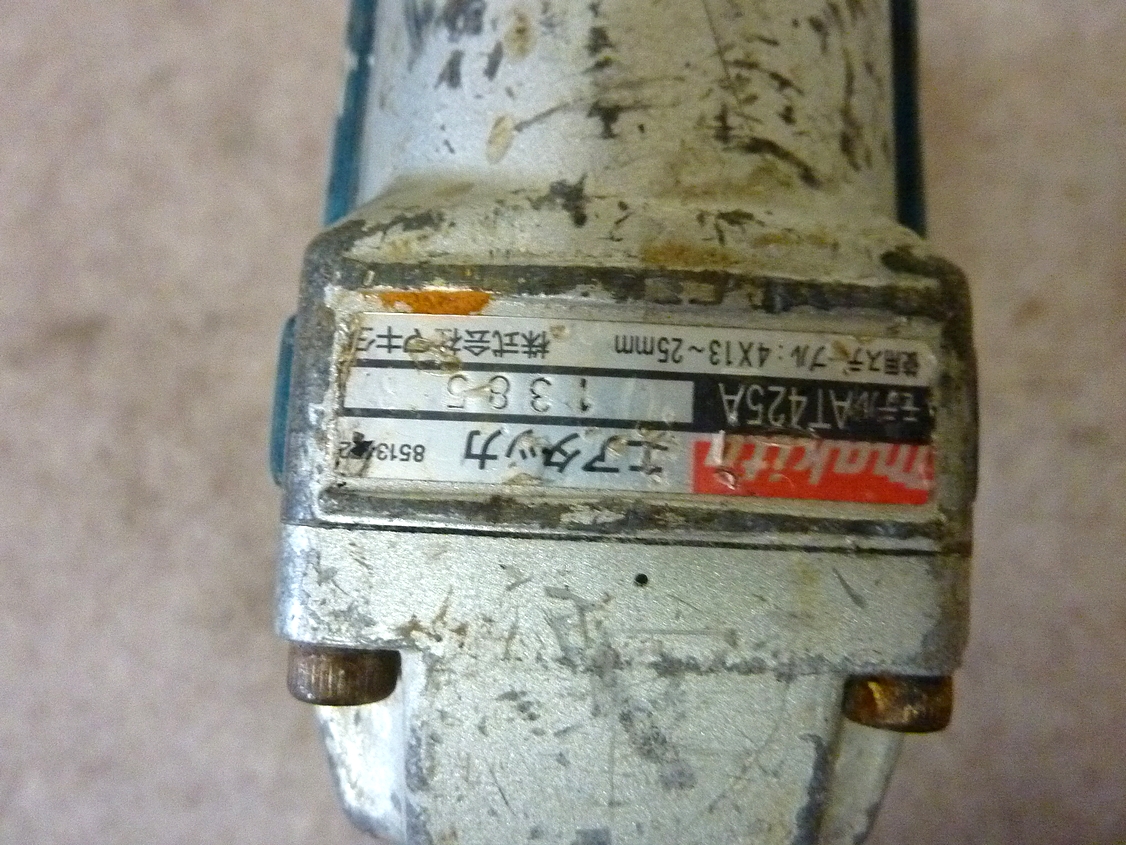 makita エアタッカ 8513
モデルAT425A 1385
使用ステープル:4X13~25mm 株式会社マキタ